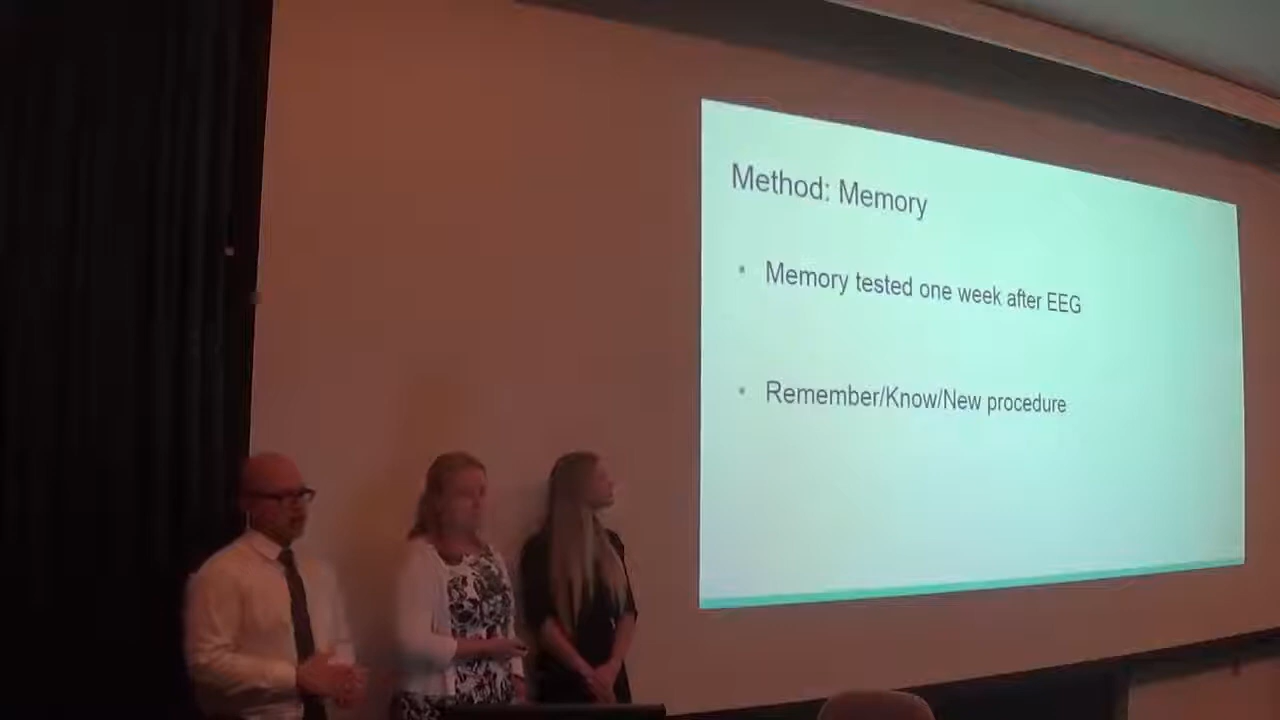 Method: Memory
• Memory tested one week after EEG
• Remember/Know/New procedure